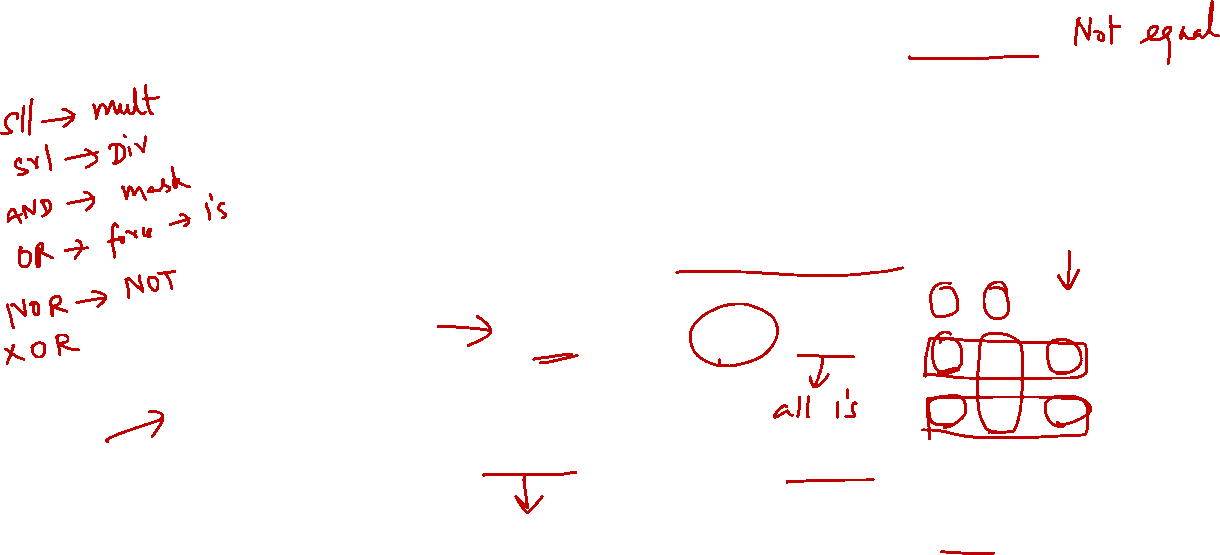 Not equal
sll → mult
srl → Div
AND → mask
OR → force → 1's
NOR → NOT
XOR
all 1's